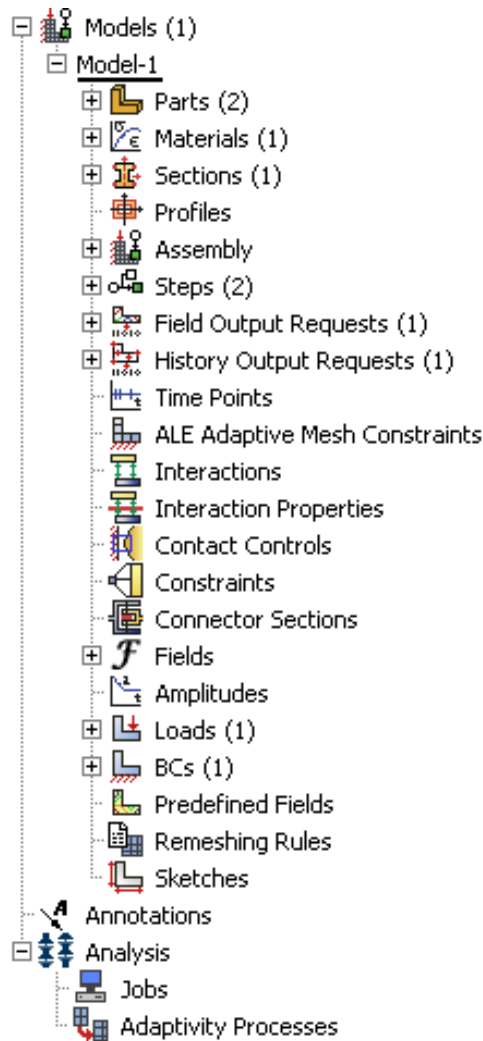 Models (1)
Model-1
Parts (2)
Materials (1)
Sections (1)
Profiles
Assembly
Steps (2)
Field Output Requests (1)
History Output Requests (1)
Time Points
ALE Adaptive Mesh Constraints
Interactions
Interaction Properties
Contact Controls
Constraints
Connector Sections
Fields
Amplitudes
Loads (1)
BCs (1)
Predefined Fields
Remeshing Rules
Sketches
Annotations
Analysis
Jobs
Adaptivity Processes